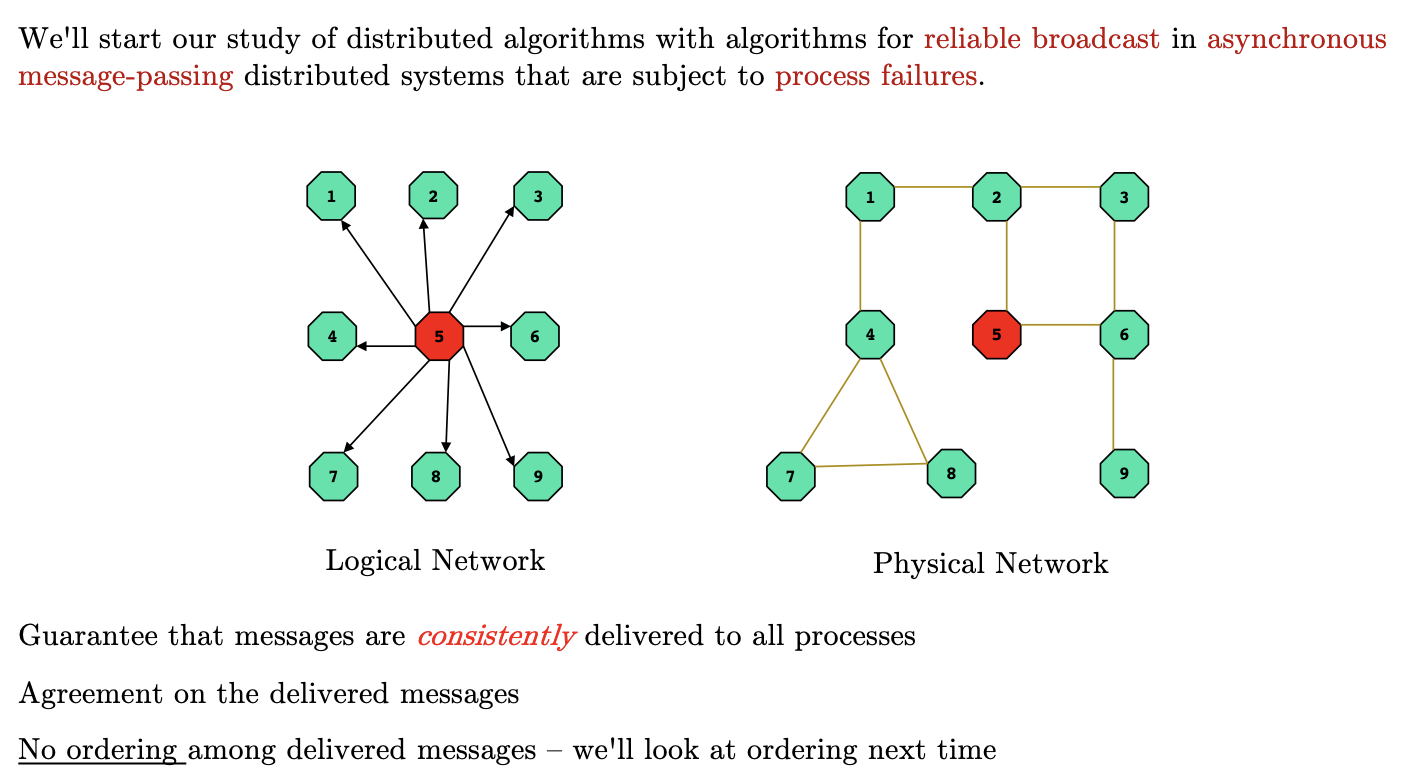 We'll start our study of distributed algorithms with algorithms for reliable broadcast in asynchronous
message-passing distributed systems that are subject to process failures.
1 2 3
4 5 6
7 8 9
Logical Network
1 2 3
4 5 6
7 8 9
Physical Network
Guarantee that messages are consistently delivered to all processes
Agreement on the delivered messages
No ordering among delivered messages – we'll look at ordering next time